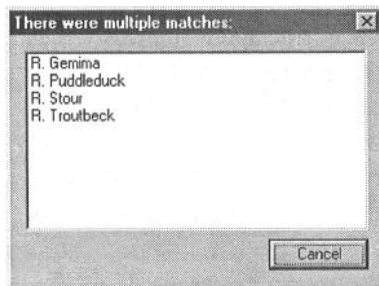 There were multiple matches:
R. Gemima
R. Puddleduck
R. Stour
R. Troutbeck
Cancel